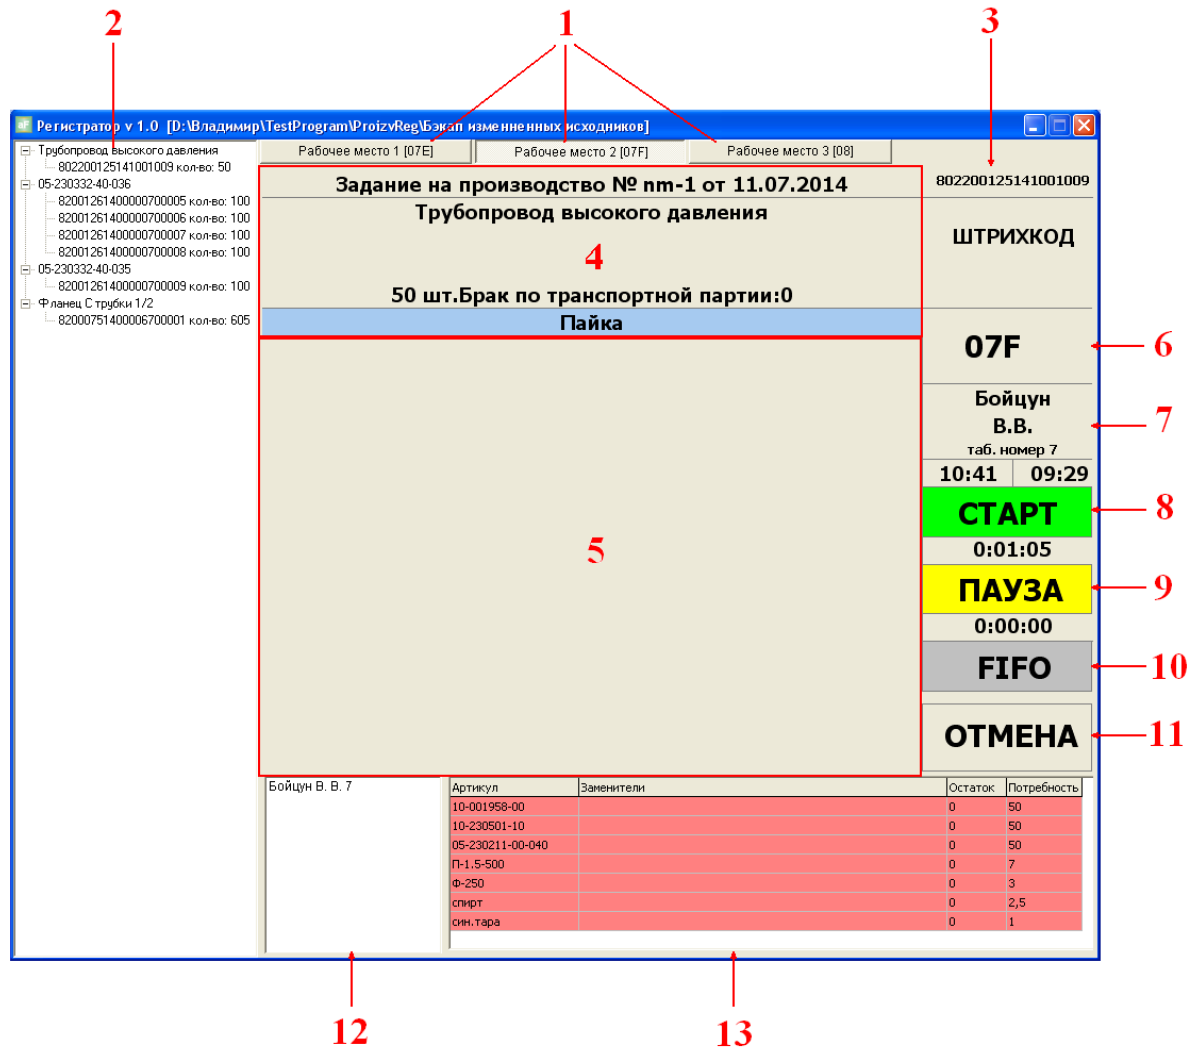 2
1
3
Регистратор v 1.0 [D:\Владимир\TestProgram\ProizvReg\Бэкап измненненных исходников]
Трубопровод высокого давления
802200125141001009 кол-во: 50
05-230332-40-036
82001261400000700005 кол-во: 100
82001261400000700006 кол-во: 100
82001261400000700007 кол-во: 100
82001261400000700008 кол-во: 100
05-230332-40-035
82001261400000700009 кол-во: 100
Фланец С трубки 1/2
82000751400006700001 кол-во: 605
Рабочее место 1 [07E]
Рабочее место 2 [07F]
Рабочее место 3 [08]
Задание на производство № nm-1 от 11.07.2014
Трубопровод высокого давления
4
50 шт.Брак по транспортной партии:0
Пайка
5
802200125141001009
ШТРИХКОД
07F
6
Бойцун
В.В.
таб. номер 7
7
10:41 09:29
СТАРТ
8
0:01:05
ПАУЗА
9
0:00:00
FIFO
10
ОТМЕНА
11
Бойцун В. В. 7
Артикул Заменители Остаток Потребность
10-001958-00 0 50
10-230501-10 0 50
05-230211-00-040 0 50
П-1.5-500 0 7
Ф-250 0 3
спирт 0 2,5
син.тара 0 1
12
13